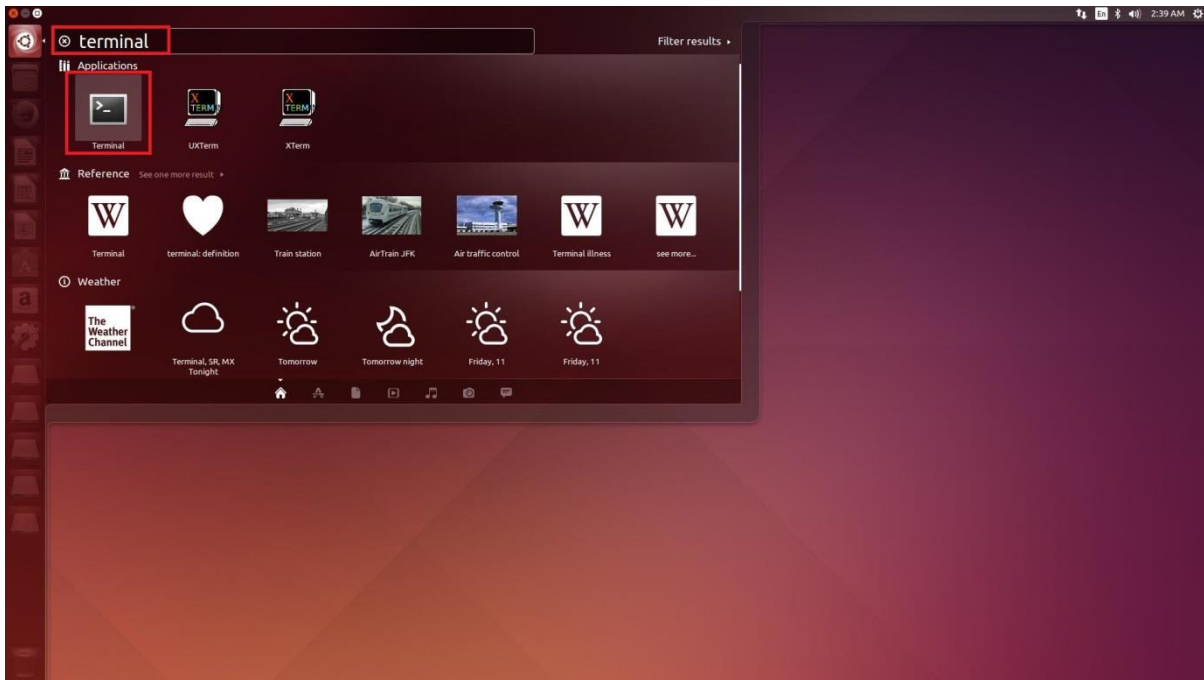 En 2:39 AM
terminal Filter results
Applications
>_ X TERM X TERM
Terminal UXTerm XTerm
Reference See one more result
W W W
Terminal terminal: definition Train station AirTrain JFK Air traffic control Terminal illness see more...
Weather
The
Weather
Channel
Terminal, SR, MX Tomorrow Tomorrow night Friday, 11 Friday, 11
Tonight
A
a